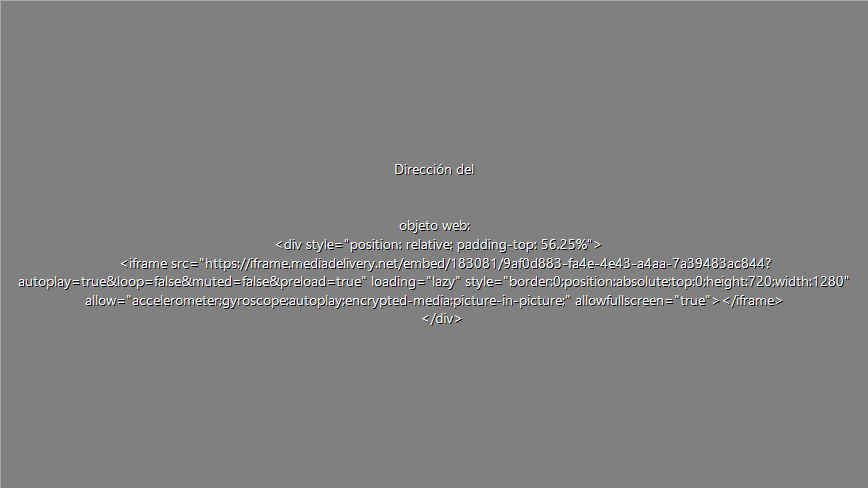 Dirección del
objeto web:
<div style="position: relative; padding-top: 56.25%">
<iframe src="https://iframe.mediadelivery.net/embed/183081/9af0d883-fa4e-4e43-a4aa-7a39483ac844?
autoplay=true&loop=false&muted=false&preload=true" loading="lazy" style="border:0;position:absolute;top:0;height:720;width:1280"
allow="accelerometer;gyroscope;autoplay;encrypted-media;picture-in-picture;" allowfullscreen="true"></iframe>
</div>